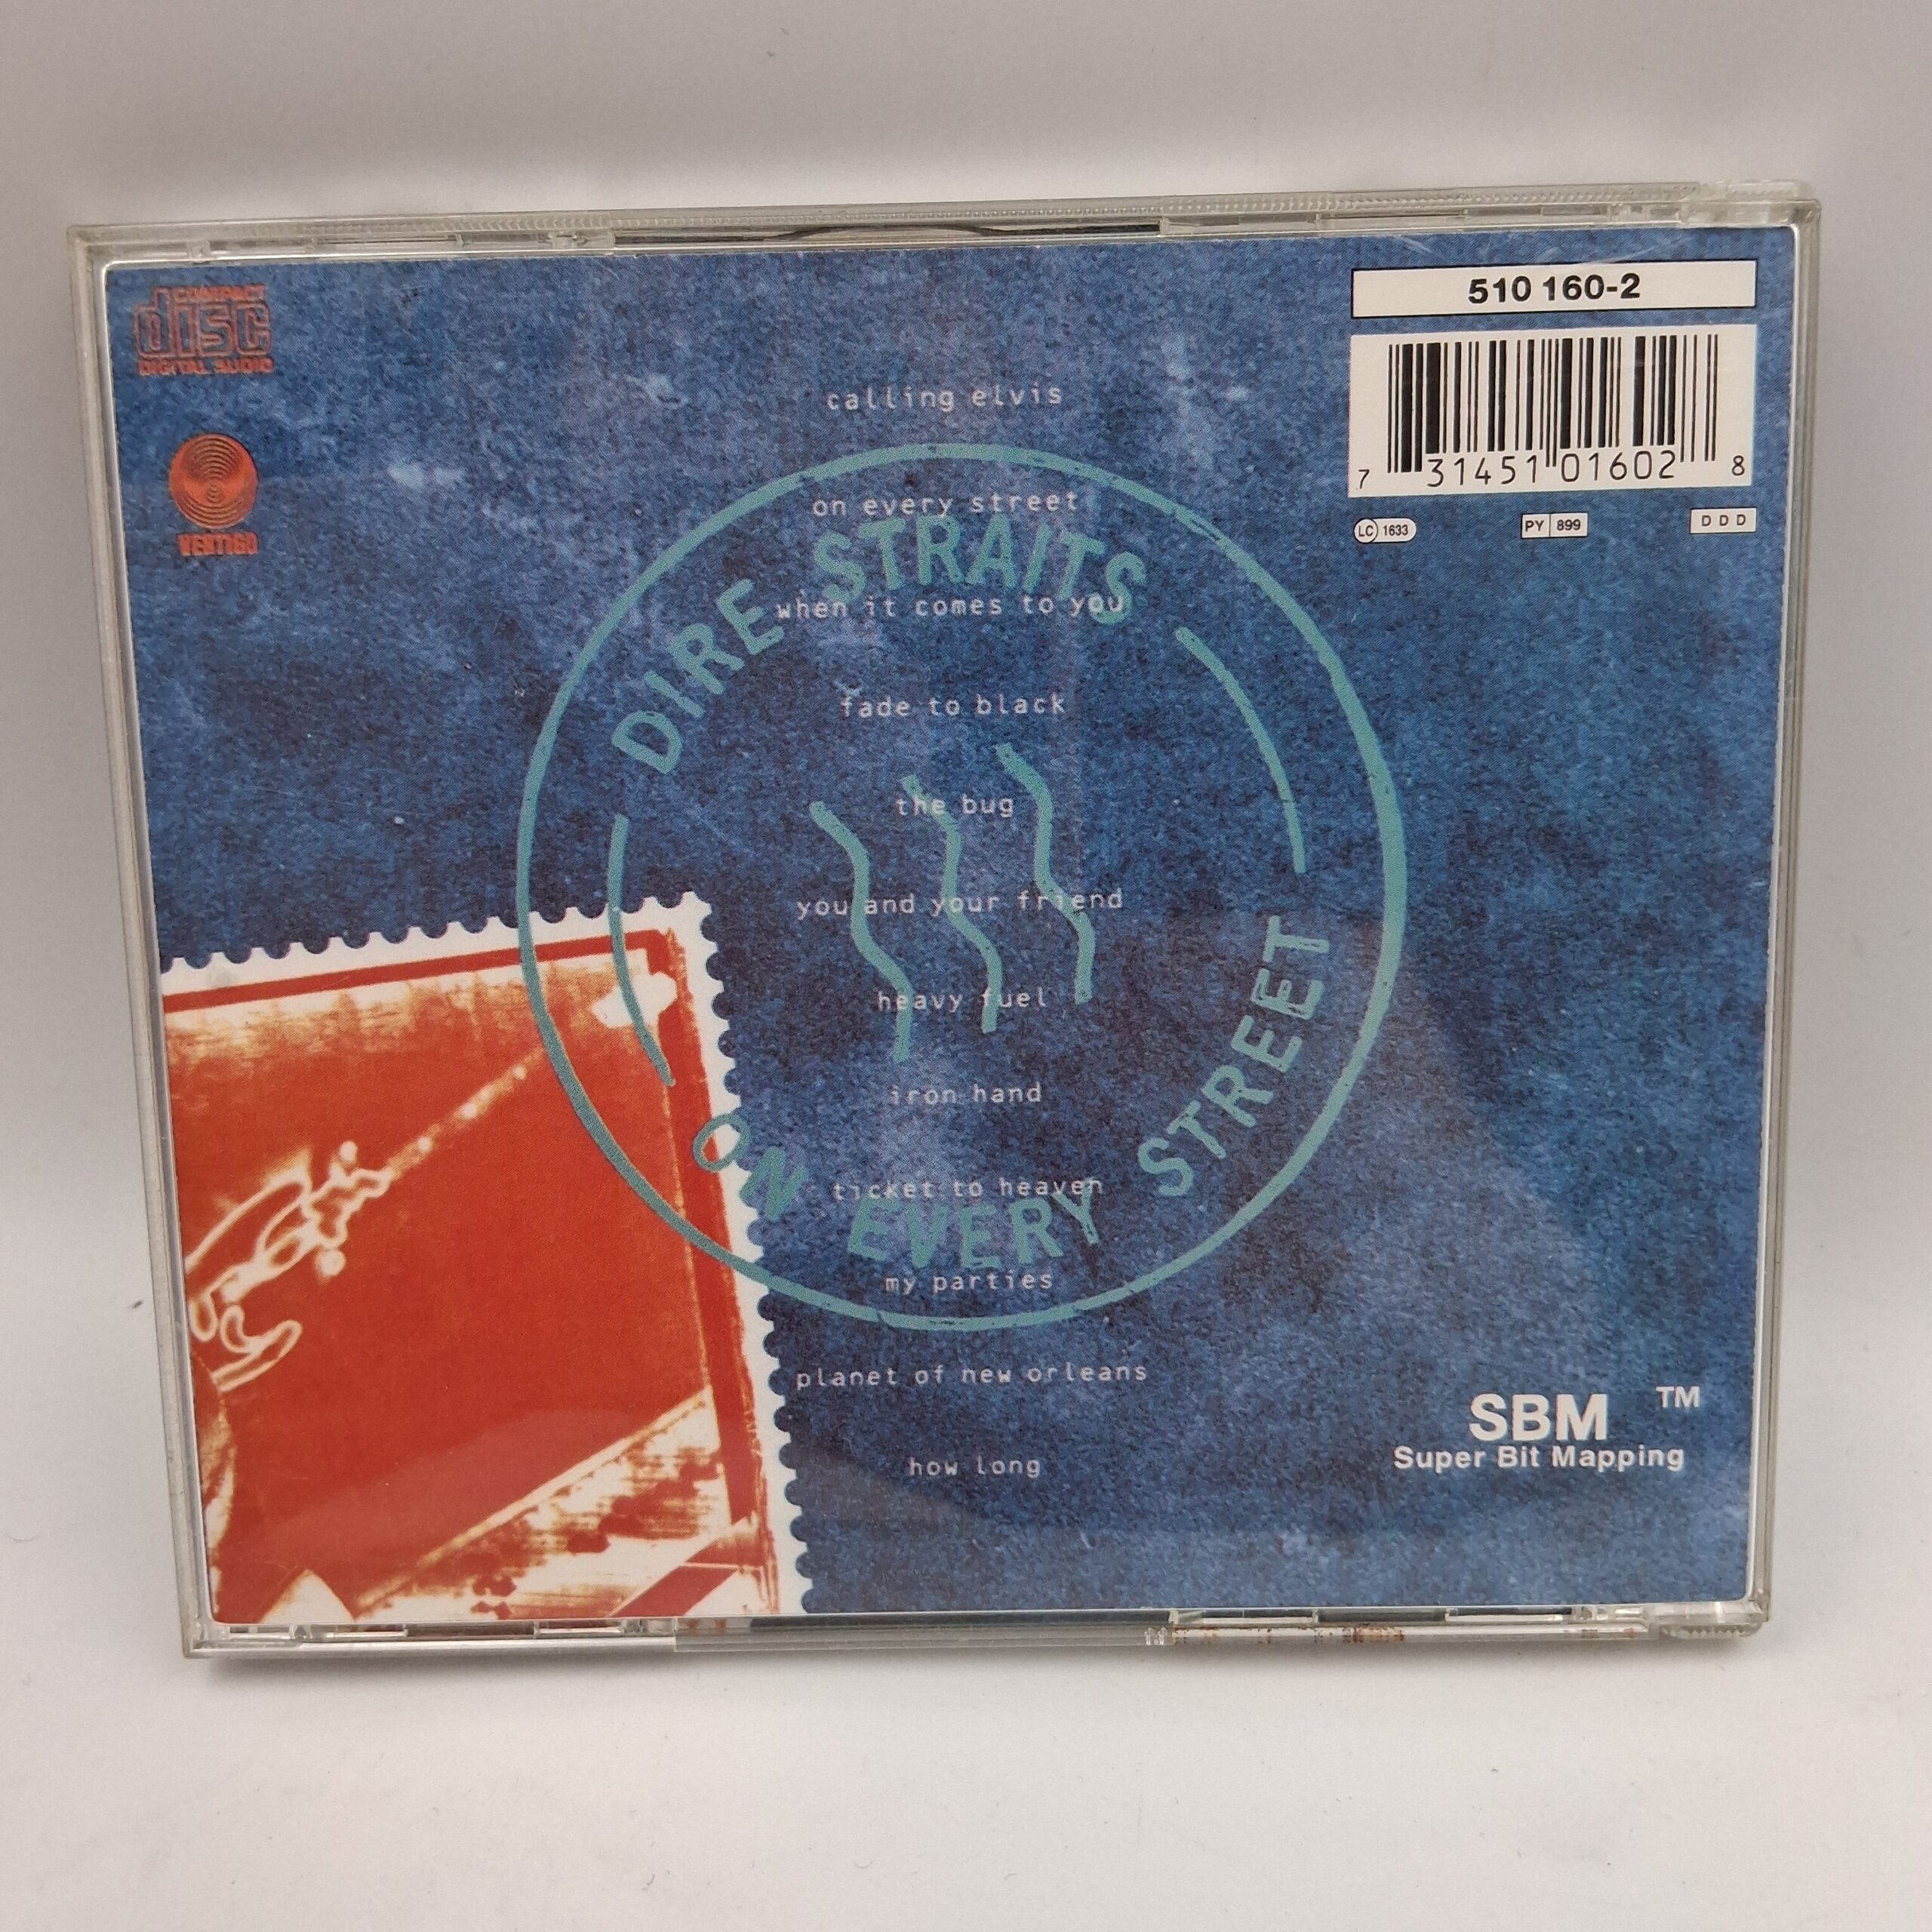 COMPACT
disc
DIGITAL AUDIO
VERTIGO
510 160-2
7 31451 01602 8
LC 1633
PY 899
D D D
calling elvis
on every street
when it comes to you
fade to black
the bug
you and your friend
heavy fuel
iron hand
ticket to heaven
my parties
planet of new orleans
how long
DIRE STRAITS
ON EVERY STREET
SBM TM
Super Bit Mapping